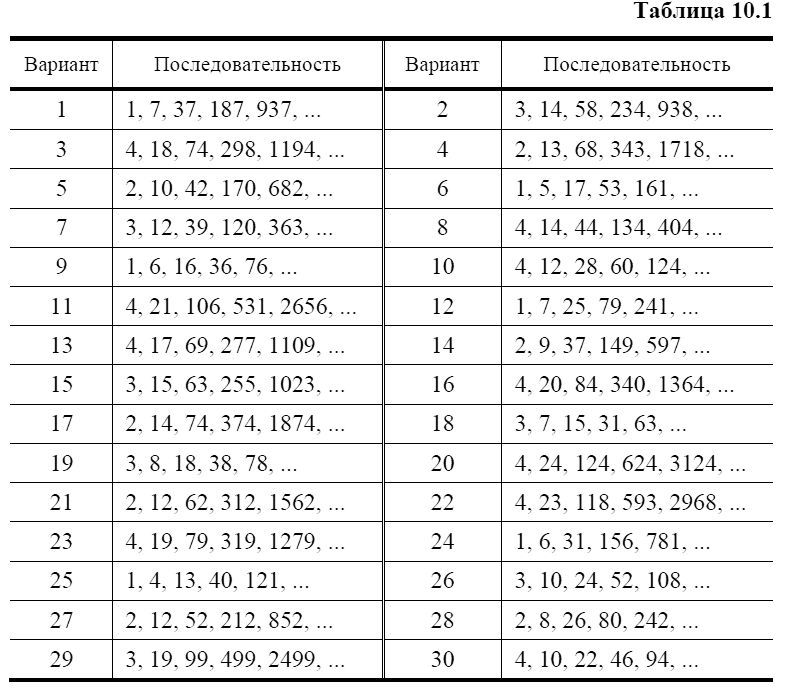 Таблица 10.1
Вариант Последовательность Вариант Последовательность
1 1, 7, 37, 187, 937, ... 2 3, 14, 58, 234, 938, ...
3 4, 18, 74, 298, 1194, ... 4 2, 13, 68, 343, 1718, ...
5 2, 10, 42, 170, 682, ... 6 1, 5, 17, 53, 161, ...
7 3, 12, 39, 120, 363, ... 8 4, 14, 44, 134, 404, ...
9 1, 6, 16, 36, 76, ... 10 4, 12, 28, 60, 124, ...
11 4, 21, 106, 531, 2656, ... 12 1, 7, 25, 79, 241, ...
13 4, 17, 69, 277, 1109, ... 14 2, 9, 37, 149, 597, ...
15 3, 15, 63, 255, 1023, ... 16 4, 20, 84, 340, 1364, ...
17 2, 14, 74, 374, 1874, ... 18 3, 7, 15, 31, 63, ...
19 3, 8, 18, 38, 78, ... 20 4, 24, 124, 624, 3124, ...
21 2, 12, 62, 312, 1562, ... 22 4, 23, 118, 593, 2968, ...
23 4, 19, 79, 319, 1279, ... 24 1, 6, 31, 156, 781, ...
25 1, 4, 13, 40, 121, ... 26 3, 10, 24, 52, 108, ...
27 2, 12, 52, 212, 852, ... 28 2, 8, 26, 80, 242, ...
29 3, 19, 99, 499, 2499, ... 30 4, 10, 22, 46, 94, ...